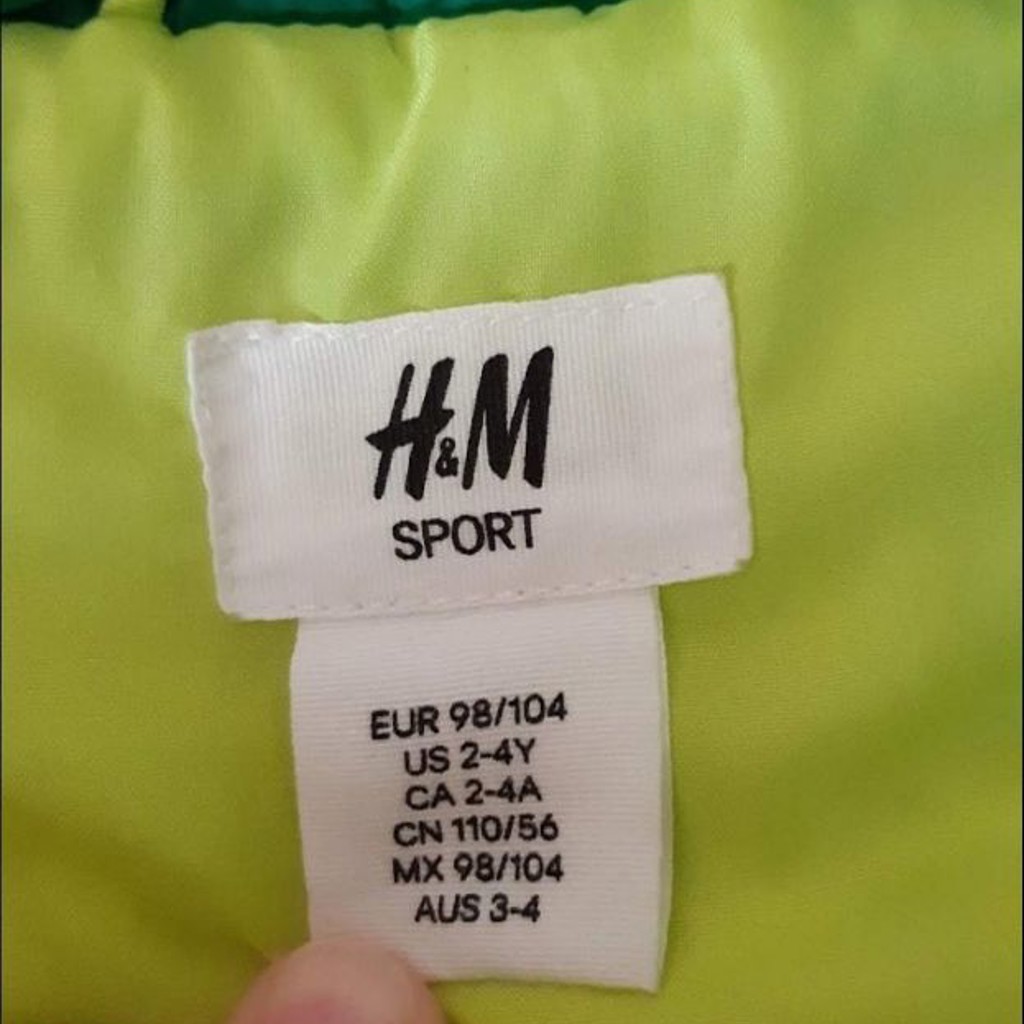 H&M
SPORT
EUR 98/104
US 2-4Y
CA 2-4A
CN 110/56
MX 98/104
AUS 3-4